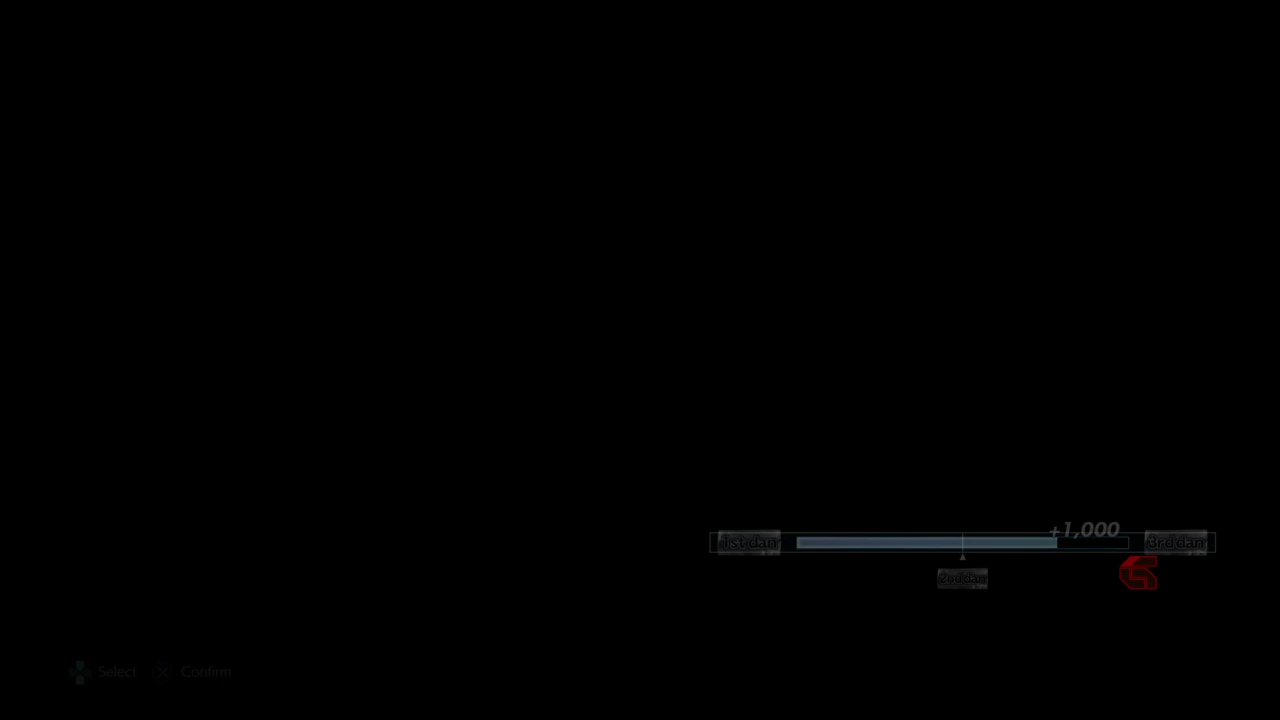 +1,000
1st dan
3rd dan
2nd dan
Select
Confirm